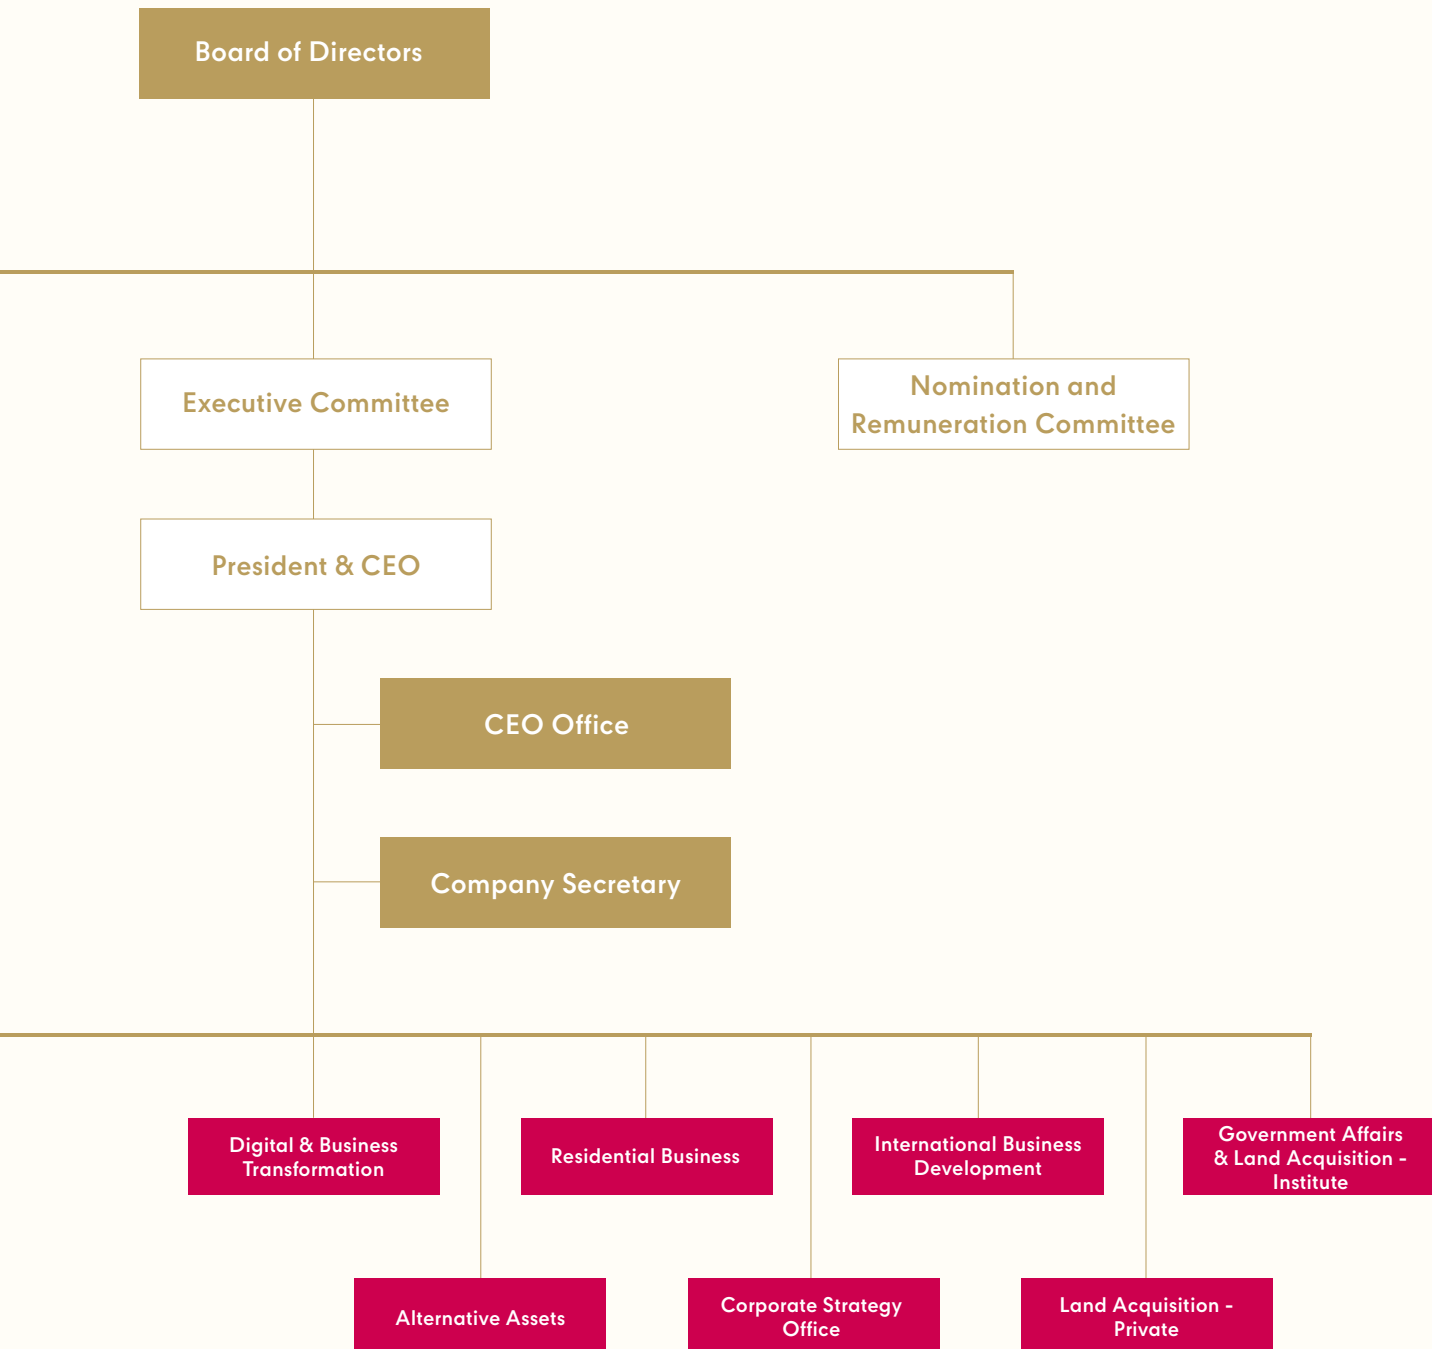 Board of Directors
Executive Committee
Nomination and
Remuneration Committee
President & CEO
CEO Office
Company Secretary
Digital & Business
Transformation
Residential Business
International Business
Development
Government Affairs
& Land Acquisition -
Institute
Alternative Assets
Corporate Strategy
Office
Land Acquisition -
Private